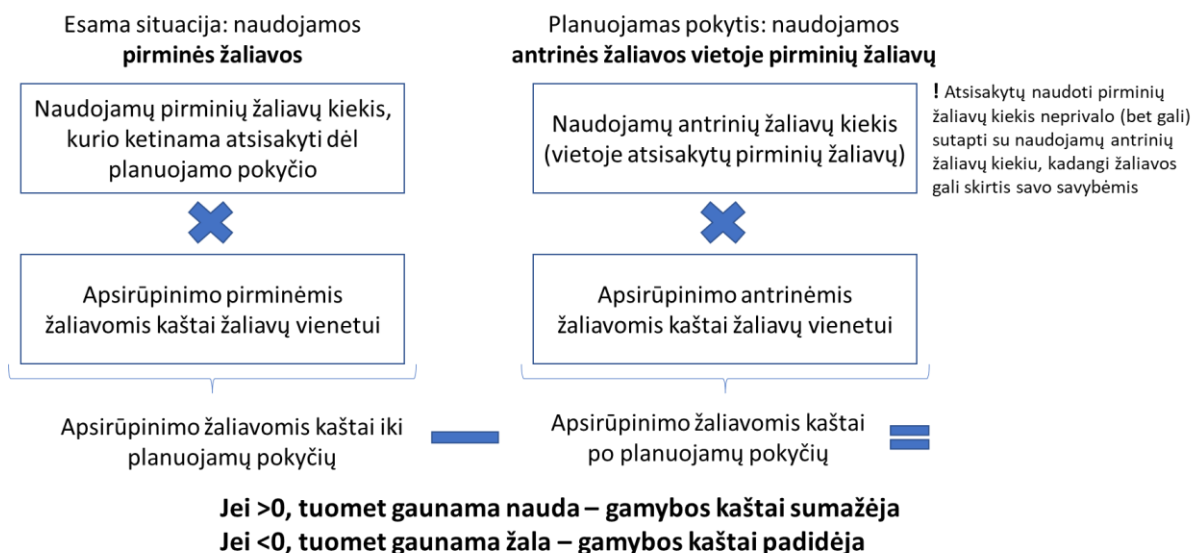 Esama situacija: naudojamos
pirminės žaliavos
Planuojamas pokytis: naudojamos
antrinės žaliavos vietoje pirminių žaliavų
Naudojamų pirminių žaliavų kiekis,
kurio ketinama atsisakyti dėl
planuojamo pokyčio
Naudojamų antrinių žaliavų kiekis
(vietoje atsisakytų pirminių žaliavų)
! Atsisakytų naudoti pirminių
žaliavų kiekis neprivalo (bet gali)
sutapti su naudojamų antrinių
žaliavų kiekiu, kadangi žaliavos
gali skirtis savo savybėmis
Apsirūpinimo pirminėmis
žaliavomis kaštai žaliavų vienetui
Apsirūpinimo antrinėmis
žaliavomis kaštai žaliavų vienetui
Apsirūpinimo žaliavomis kaštai iki
planuojamų pokyčių
Apsirūpinimo žaliavomis kaštai
po planuojamų pokyčių
Jei >0, tuomet gaunama nauda – gamybos kaštai sumažėja
Jei <0, tuomet gaunama žala – gamybos kaštai padidėja